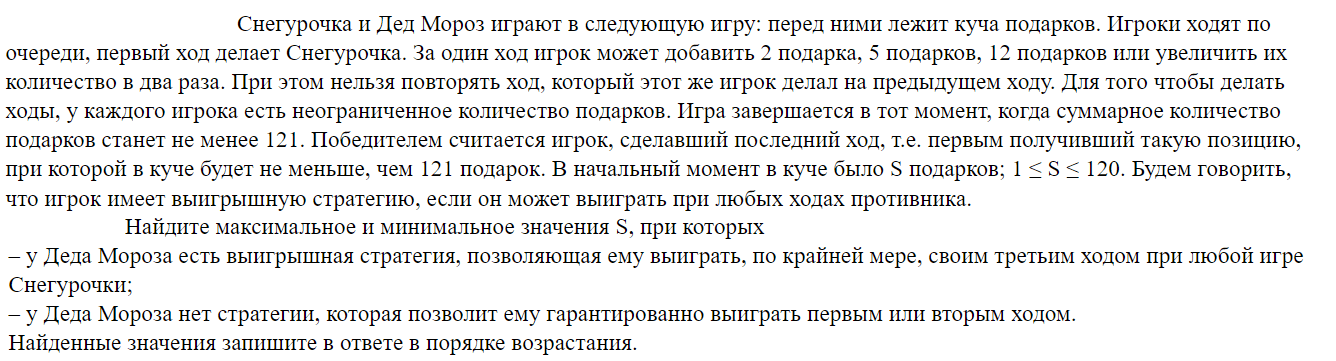 Снегурочка и Дед Мороз играют в следующую игру: перед ними лежит куча подарков. Игроки ходят по
очереди, первый ход делает Снегурочка. За один ход игрок может добавить 2 подарка, 5 подарков, 12 подарков или увеличить их
количество в два раза. При этом нельзя повторять ход, который этот же игрок делал на предыдущем ходу. Для того чтобы делать
ходы, у каждого игрока есть неограниченное количество подарков. Игра завершается в тот момент, когда суммарное количество
подарков станет не менее 121. Победителем считается игрок, сделавший последний ход, т.е. первым получивший такую позицию,
при которой в куче будет не меньше, чем 121 подарок. В начальный момент в куче было S подарков; 1 ≤ S ≤ 120. Будем говорить,
что игрок имеет выигрышную стратегию, если он может выиграть при любых ходах противника.
Найдите максимальное и минимальное значения S, при которых
– у Деда Мороза есть выигрышная стратегия, позволяющая ему выиграть, по крайней мере, своим третьим ходом при любой игре
Снегурочки;
– у Деда Мороза нет стратегии, которая позволит ему гарантированно выиграть первым или вторым ходом.
Найденные значения запишите в ответе в порядке возрастания.